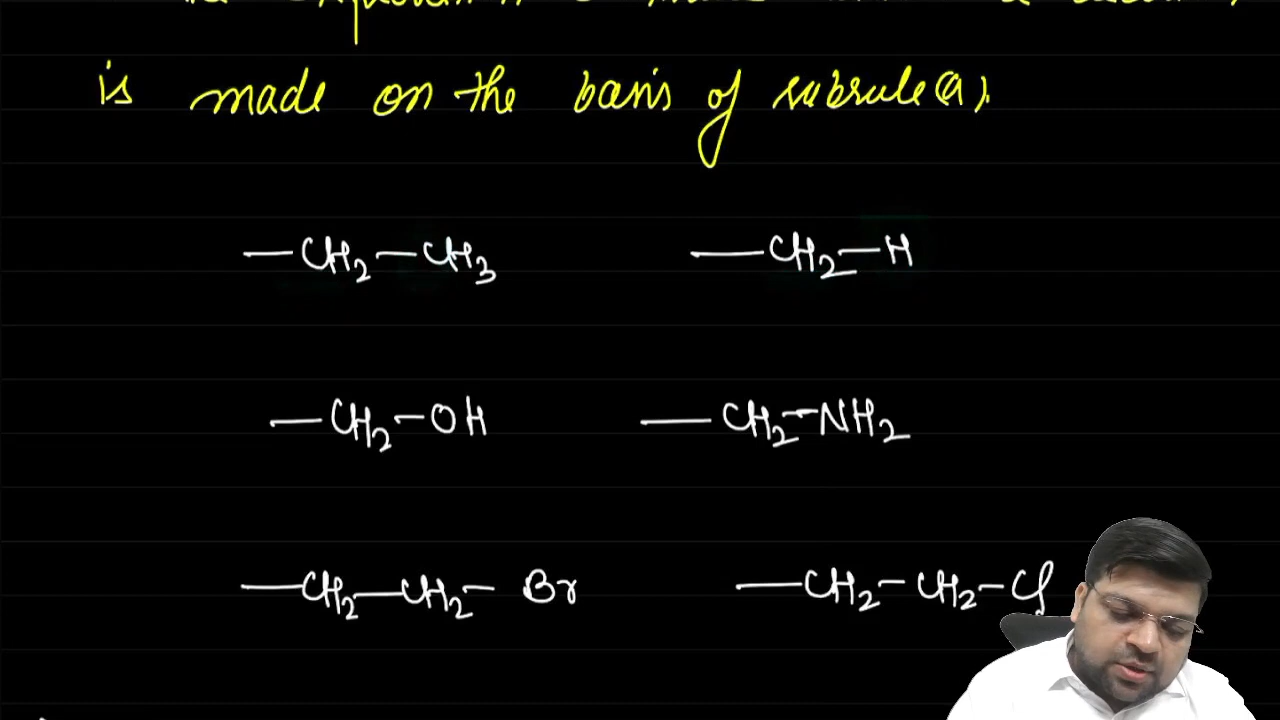 is made on the basis of subrule(a).
—CH₂—CH₃ —CH₂—H
—CH₂-OH —CH₂-NH₂
—CH₂—CH₂— Br —CH₂-CH₂-Cl